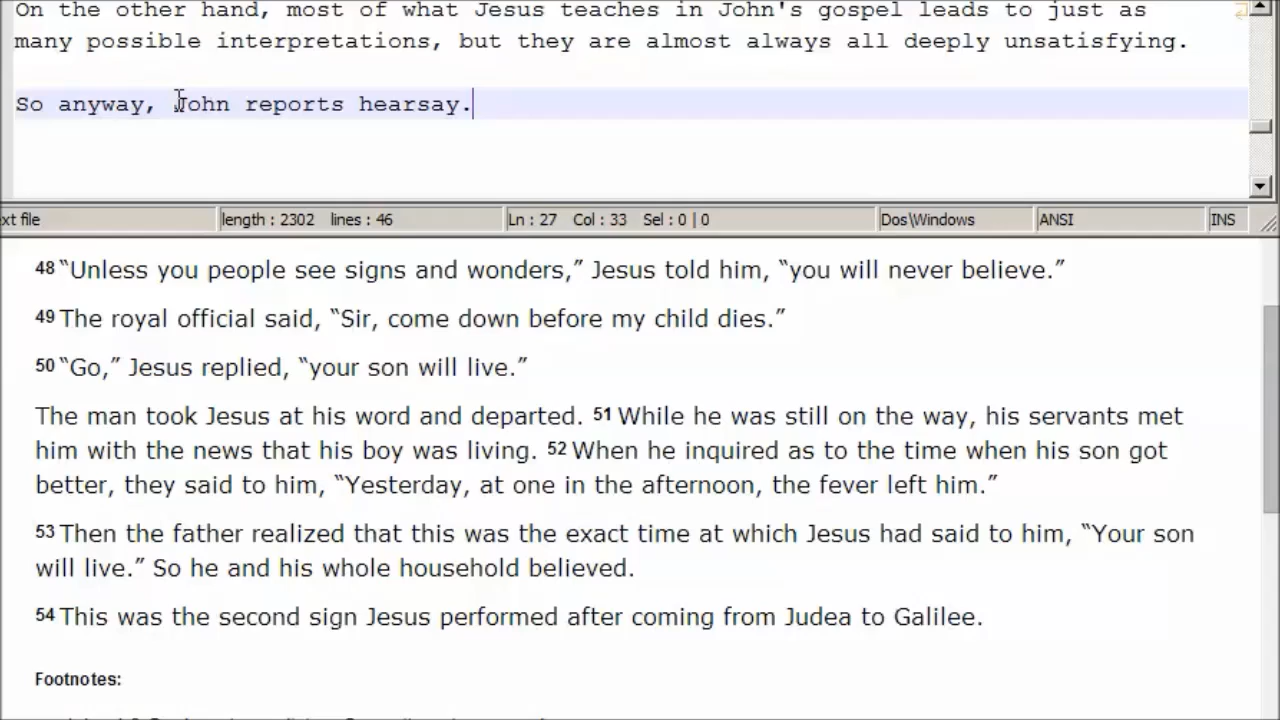 On the other hand, most of what Jesus teaches in John's gospel leads to just as
many possible interpretations, but they are almost always all deeply unsatisfying.
So anyway, John reports hearsay.
xt file length : 2302 lines : 46 Ln : 27 Col : 33 Sel : 0 | 0 Dos\Windows ANSI INS
48 “Unless you people see signs and wonders,” Jesus told him, “you will never believe.”
49 The royal official said, “Sir, come down before my child dies.”
50 “Go,” Jesus replied, “your son will live.”
The man took Jesus at his word and departed. 51 While he was still on the way, his servants met
him with the news that his boy was living. 52 When he inquired as to the time when his son got
better, they said to him, “Yesterday, at one in the afternoon, the fever left him.”
53 Then the father realized that this was the exact time at which Jesus had said to him, “Your son
will live.” So he and his whole household believed.
54 This was the second sign Jesus performed after coming from Judea to Galilee.
Footnotes: